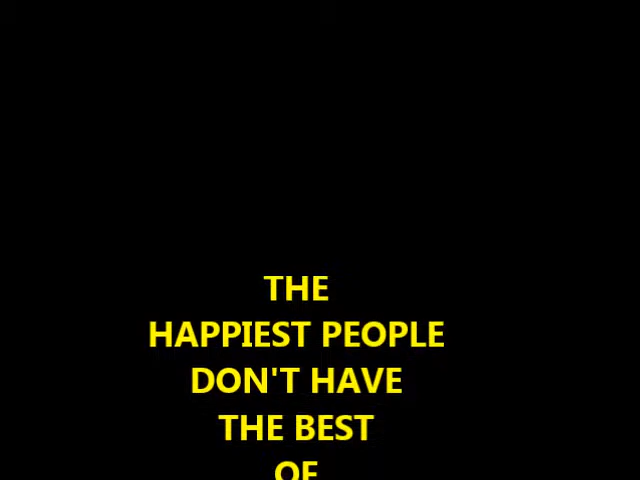 THE
HAPPIEST PEOPLE
DON'T HAVE
THE BEST
OF